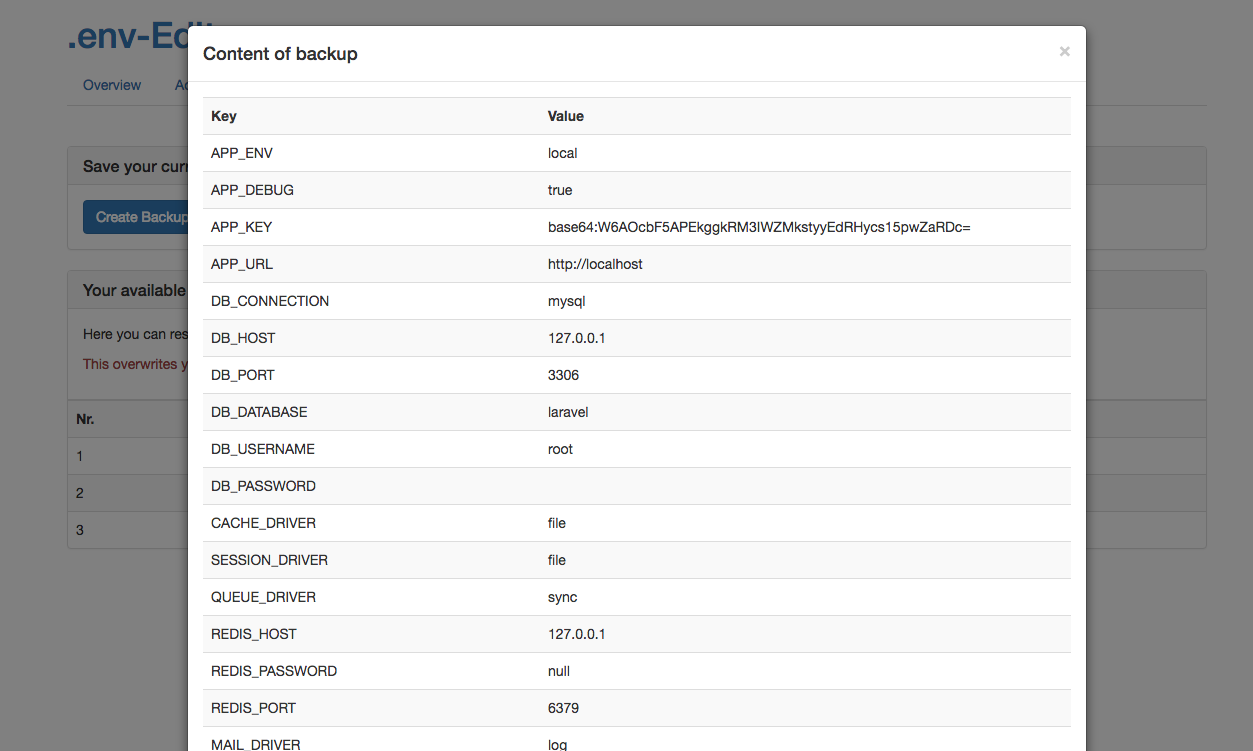 .env-Edit
Overview
Content of backup
×
Key Value
APP_ENV local
APP_DEBUG true
APP_KEY base64:W6AOcbF5APEkggkRM3IWZMkstyyEdRHycs15pwZaRDc=
APP_URL http://localhost
DB_CONNECTION mysql
DB_HOST 127.0.0.1
DB_PORT 3306
DB_DATABASE laravel
DB_USERNAME root
DB_PASSWORD
CACHE_DRIVER file
SESSION_DRIVER file
QUEUE_DRIVER sync
REDIS_HOST 127.0.0.1
REDIS_PASSWORD null
REDIS_PORT 6379
MAIL_DRIVER log
Save your curr
Create Backup
Your available
Here you can res
This overwrites y
Nr.
1
2
3